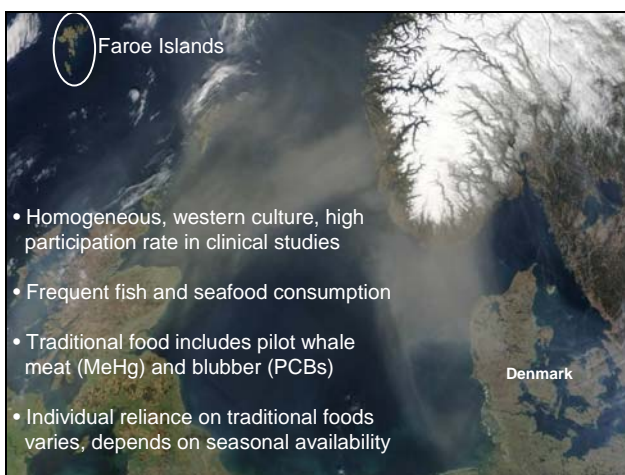 Faroe Islands
• Homogeneous, western culture, high
participation rate in clinical studies
• Frequent fish and seafood consumption
• Traditional food includes pilot whale
meat (MeHg) and blubber (PCBs)
Denmark
• Individual reliance on traditional foods
varies, depends on seasonal availability